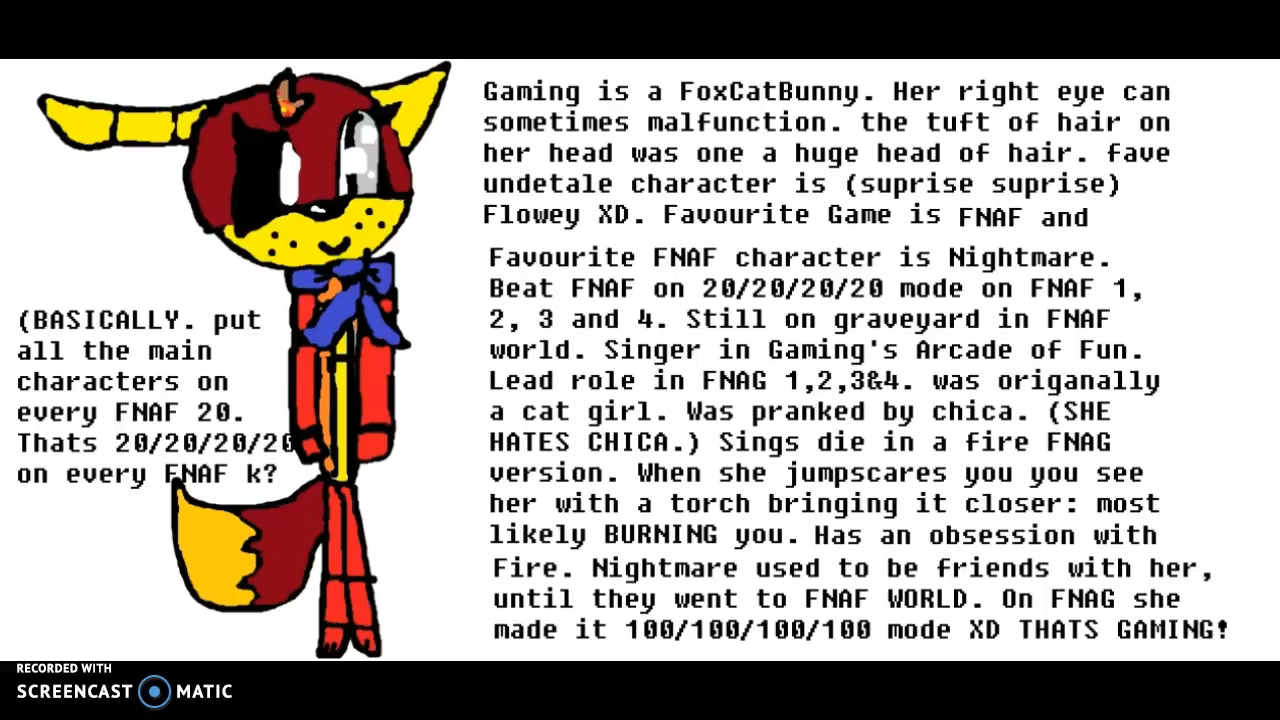 Gaming is a FoxCatBunny. Her right eye can
sometimes malfunction. the tuft of hair on
her head was one a huge head of hair. fave
undetale character is (suprise suprise)
Flowey XD. Favourite Game is FNAF and
Favourite FNAF character is Nightmare.
Beat FNAF on 20/20/20/20 mode on FNAF 1,
2, 3 and 4. Still on graveyard in FNAF
world. Singer in Gaming's Arcade of Fun.
Lead role in FNAG 1,2,3&4. was origanally
a cat girl. Was pranked by chica. (SHE
HATES CHICA.) Sings die in a fire FNAG
version. When she jumpscares you you see
her with a torch bringing it closer: most
likely BURNING you. Has an obsession with
Fire. Nightmare used to be friends with her,
until they went to FNAF WORLD. On FNAG she
made it 100/100/100/100 mode XD THATS GAMING!
(BASICALLY. put
all the main
characters on
every FNAF 20.
Thats 20/20/20/20
on every FNAF k?
RECORDED WITH
SCREENCAST MATIC